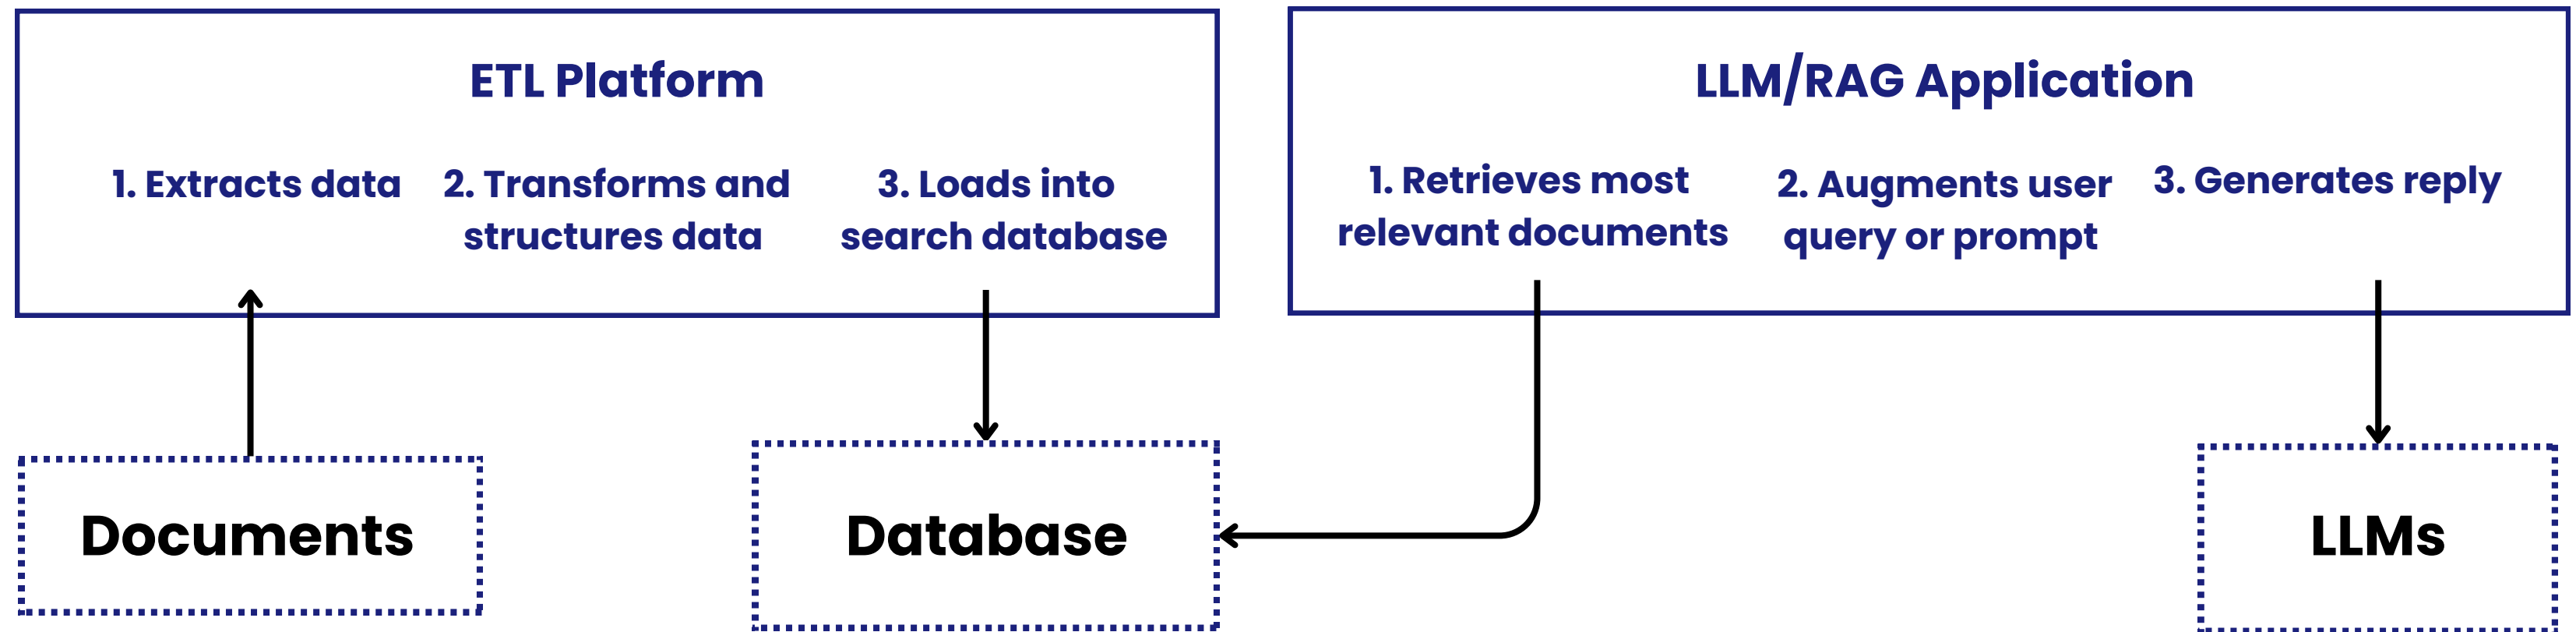 ETL Platform
1. Extracts data
2. Transforms and
structures data
3. Loads into
search database
LLM/RAG Application
1. Retrieves most
relevant documents
2. Augments user
query or prompt
3. Generates reply
Documents
Database
LLMs